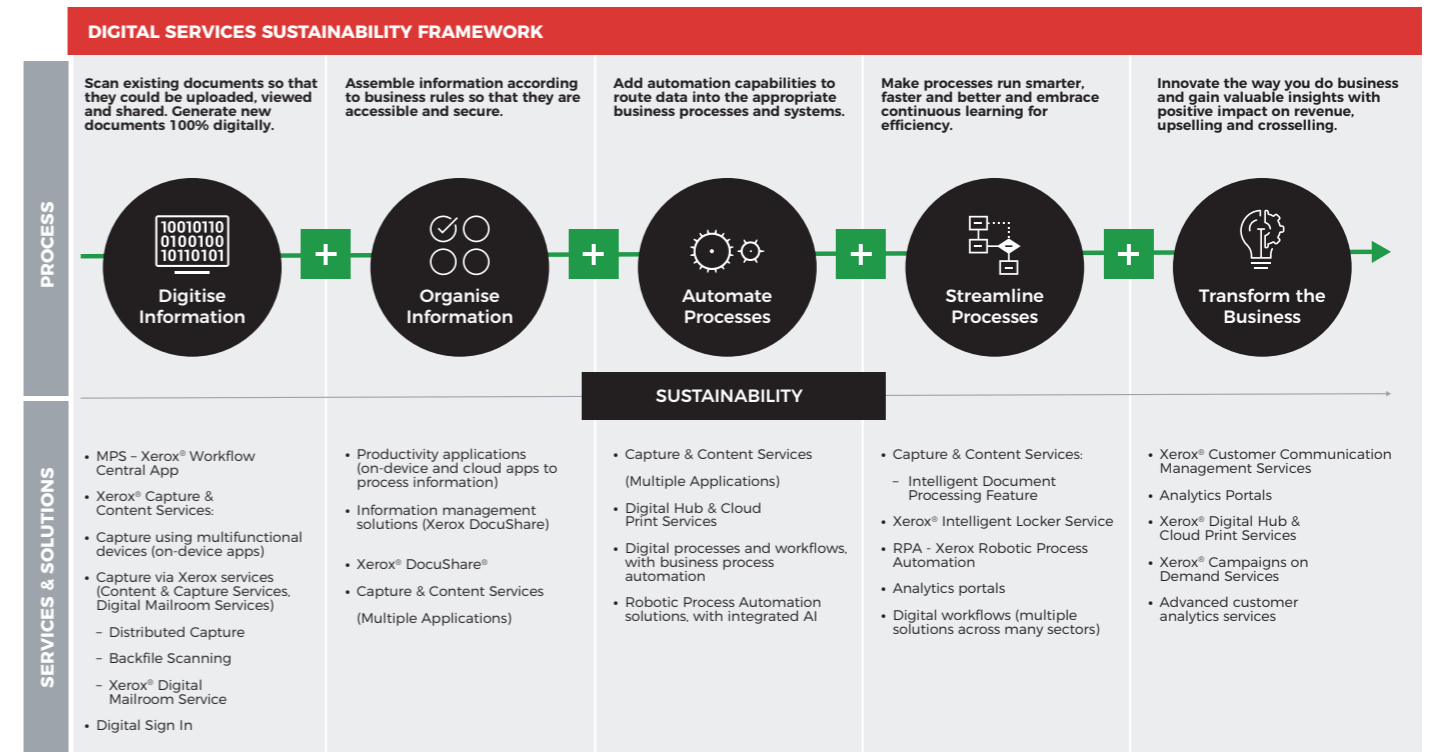 DIGITAL SERVICES SUSTAINABILITY FRAMEWORK
PROCESS
Scan existing documents so that
they could be uploaded, viewed
and shared. Generate new
documents 100% digitally.
Assemble information according
to business rules so that they are
accessible and secure.
Add automation capabilities to
route data into the appropriate
business processes and systems.
Make processes run smarter,
faster and better and embrace
continuous learning for
efficiency.
Innovate the way you do business
and gain valuable insights with
positive impact on revenue,
upselling and crosselling.
10010110
0100100
10110101
Digitise
Information
+
Organise
Information
+
Automate
Processes
+
Streamline
Processes
+
Transform the
Business
SUSTAINABILITY
SERVICES & SOLUTIONS
• MPS – Xerox® Workflow
Central App
• Xerox® Capture &
Content Services:
• Capture using multifunctional
devices (on-device apps)
• Capture via Xerox services
(Content & Capture Services,
Digital Mailroom Services)
– Distributed Capture
– Backfile Scanning
– Xerox® Digital
Mailroom Service
• Digital Sign In
• Productivity applications
(on-device and cloud apps to
process information)
• Information management
solutions (Xerox DocuShare)
• Xerox® DocuShare®
• Capture & Content Services
(Multiple Applications)
• Capture & Content Services
(Multiple Applications)
• Digital Hub & Cloud
Print Services
• Digital processes and workflows,
with business process
automation
• Robotic Process Automation
solutions, with integrated AI
• Capture & Content Services:
– Intelligent Document
Processing Feature
• Xerox® Intelligent Locker Service
• RPA - Xerox Robotic Process
Automation
• Analytics portals
• Digital workflows (multiple
solutions across many sectors)
• Xerox® Customer Communication
Management Services
• Analytics Portals
• Xerox® Digital Hub &
Cloud Print Services
• Xerox® Campaigns on
Demand Services
• Advanced customer
analytics services